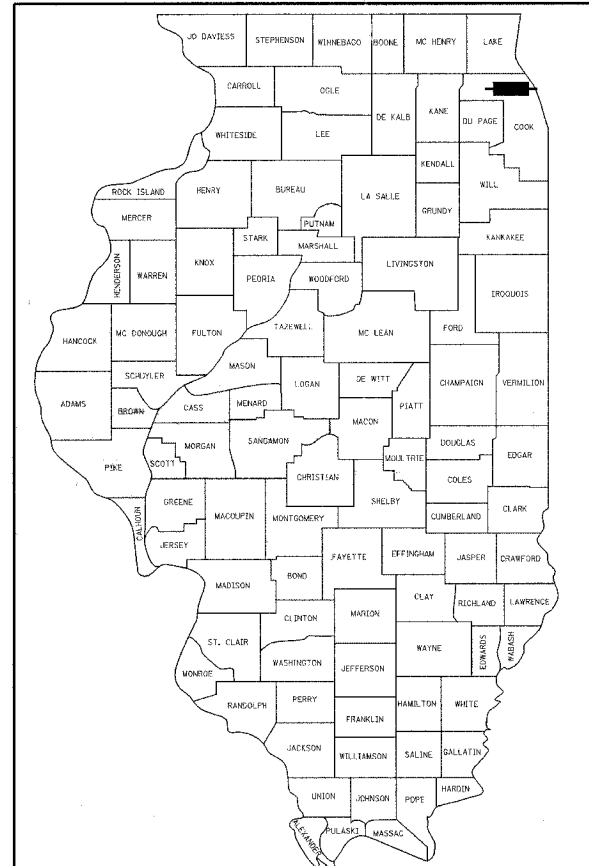 JO DAVIESS STEPHENSON WINNEBAGO BOONE MC HENRY LAKE
CARROLL OGLE DE KALB KANE DU PAGE COOK
WHITESIDE LEE
KENDALL
ROCK ISLAND HENRY BUREAU LA SALLE GRUNDY WILL
MERCER PUTNAM KANKAKEE
STARK MARSHALL
HENDERSON WARREN KNOX PEORIA WOODFORD LIVINGSTON IROQUOIS
HANCOCK MC DONOUGH FULTON TAZEWELL MC LEAN FORD
MASON
SCHUYLER LOGAN DE WITT CHAMPAIGN VERMILION
ADAMS BROWN CASS MENARD MACON PIATT
MORGAN SANGAMON DOUGLAS
PIKE SCOTT CHRISTIAN MOULTRIE EDGAR
COLES
GREENE MACOUPIN SHELBY
CALHOUN MONTGOMERY CUMBERLAND CLARK
JERSEY
FAYETTE EFFINGHAM JASPER CRAWFORD
MADISON BOND
CLAY RICHLAND LAWRENCE
CLINTON MARION
ST. CLAIR WAYNE EDWARDS WABASH
WASHINGTON JEFFERSON
MONROE
RANDOLPH PERRY HAMILTON WHITE
FRANKLIN
JACKSON WILLIAMSON SALINE GALLATIN
UNION JOHNSON POPE HARDIN
ALEXANDER PULASKI MASSAC